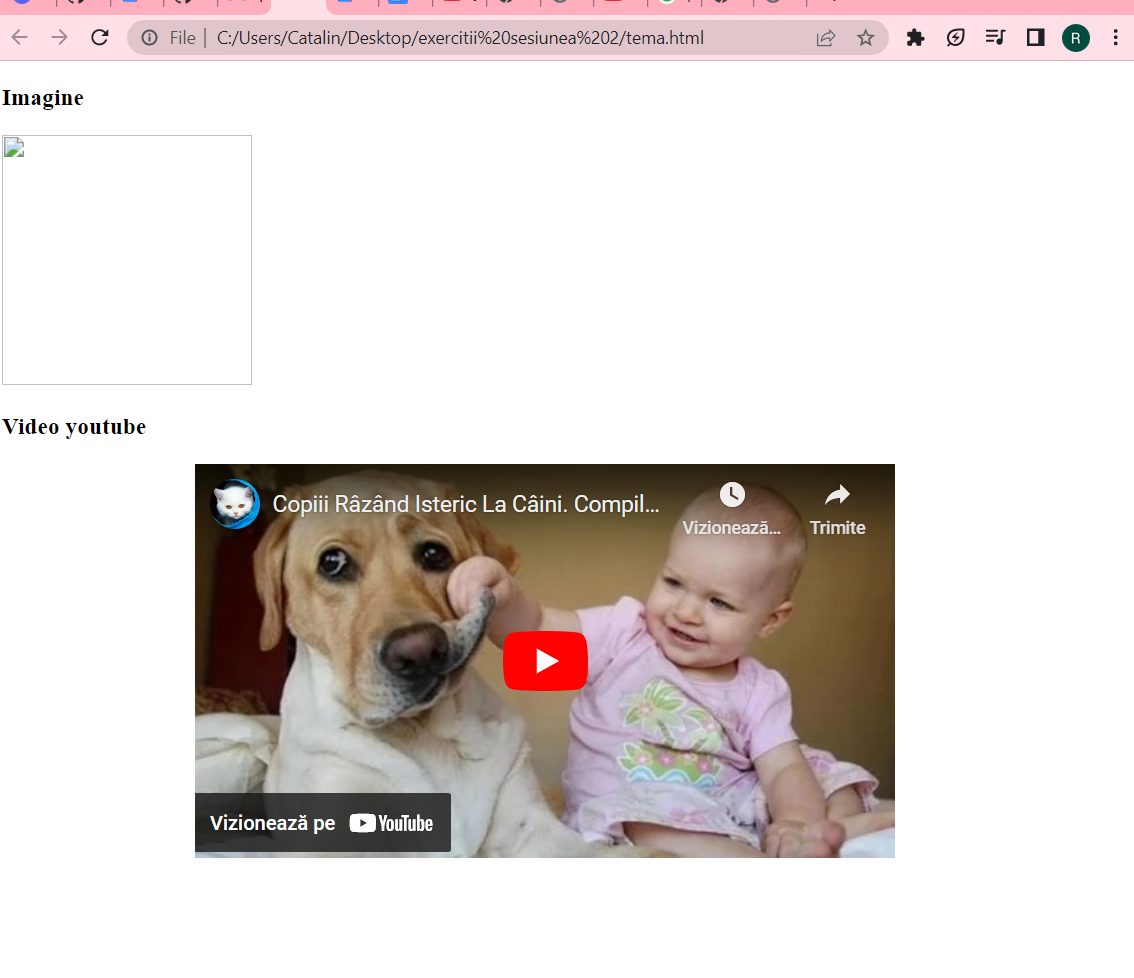 File | C:/Users/Catalin/Desktop/exercitii%20sesiunea%202/tema.html
R
Imagine
Video youtube
Copiii Râzând Isteric La Câini. Compil...
Vizionează...
Trimite
Vizionează pe YouTube